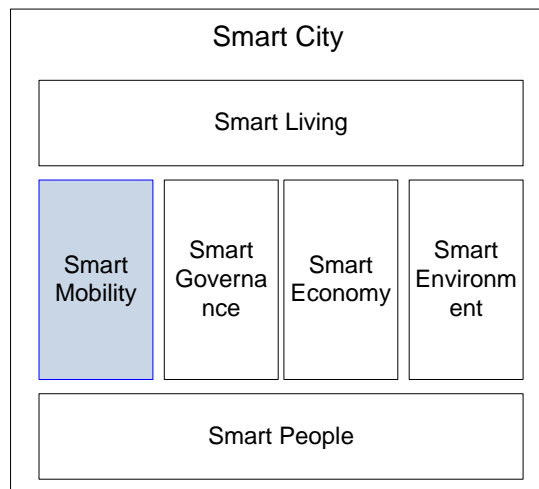 Smart City
Smart Living
Smart
Mobility
Smart
Governa
nce
Smart
Economy
Smart
Environm
ent
Smart People